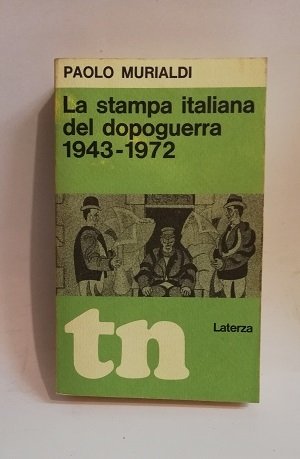 PAOLO MURIALDI
La stampa italiana
del dopoguerra
1943-1972
tn
Laterza